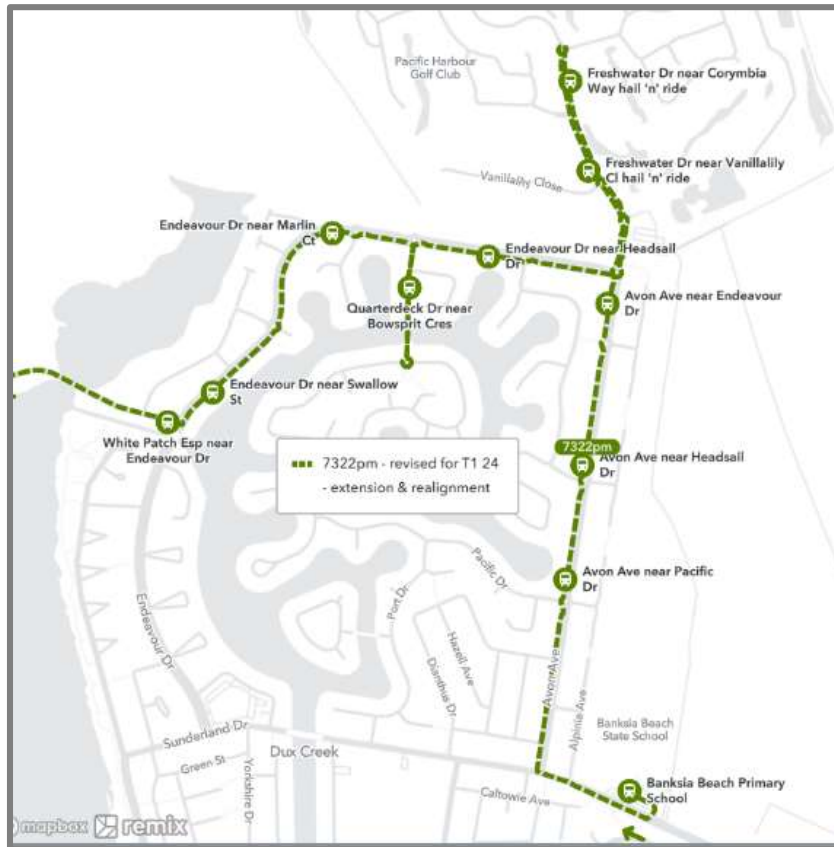 Pacific Harbour
Golf Club
Freshwater Dr near Corymbia
Way hail 'n' ride
Freshwater Dr near Vanillalily
Cl hail 'n' ride
Vanillalily Close
Endeavour Dr near Marlin
Ct
Endeavour Dr near Headsail
Dr
Quarterdeck Dr near
Bowsprit Cres
Avon Ave near Endeavour
Dr
Endeavour Dr near Swallow
St
White Patch Esp near
Endeavour Dr
7322pm - revised for T1 24
- extension & realignment
7322pm
Avon Ave near Headsail
Dr
Avon Ave near Pacific
Dr
Pacific Dr
Port Dr
Hazell Ave
Dianthus Dr
Endeavour Dr
Avon Ave
Alpinia Ave
Banksia Beach
State School
Sunderland Dr
Green St
Yorkshire Dr
Dux Creek
Caltowie Ave
Banksia Beach Primary
School
mapbox remix